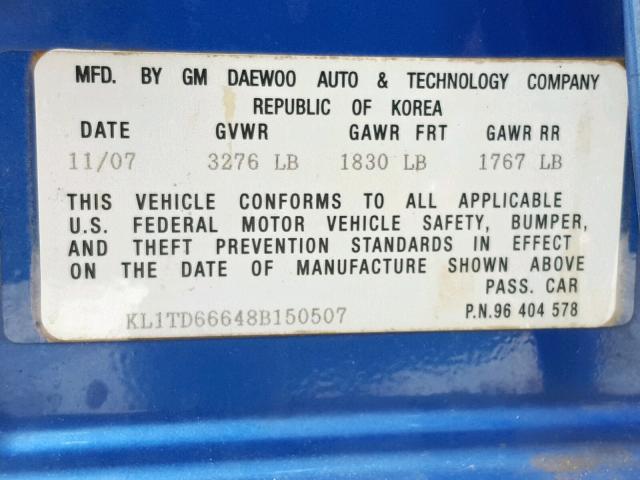 MFD. BY GM DAEWOO AUTO & TECHNOLOGY COMPANY
REPUBLIC OF KOREA
DATE GVWR GAWR FRT GAWR RR
11/07 3276 LB 1830 LB 1767 LB
THIS VEHICLE CONFORMS TO ALL APPLICABLE
U.S. FEDERAL MOTOR VEHICLE SAFETY, BUMPER,
AND THEFT PREVENTION STANDARDS IN EFFECT
ON THE DATE OF MANUFACTURE SHOWN ABOVE
PASS. CAR
KL1TD66648B150507 P.N.96 404 578